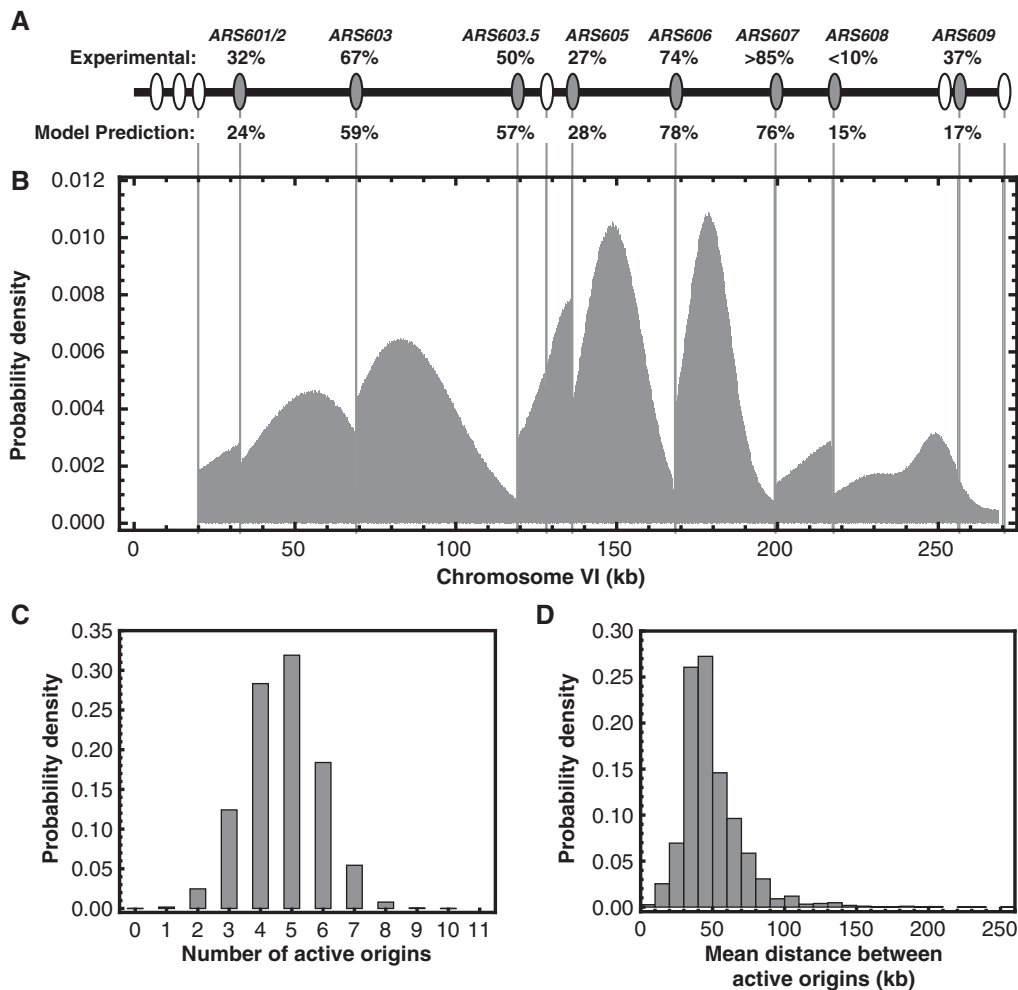 A
ARS601/2 ARS603 ARS603.5 ARS605 ARS606 ARS607 ARS608 ARS609
Experimental: 32% 67% 50% 27% 74% >85% <10% 37%
Model Prediction: 24% 59% 57% 28% 78% 76% 15% 17%
B
Probability density
0.012
0.010
0.008
0.006
0.004
0.002
0.000
0 50 100 150 200 250
Chromosome VI (kb)
C
Probability density
0.35
0.30
0.25
0.20
0.15
0.10
0.05
0.00
0 1 2 3 4 5 6 7 8 9 10 11
Number of active origins
D
Probability density
0.30
0.25
0.20
0.15
0.10
0.05
0.00
0 50 100 150 200 250
Mean distance between
active origins (kb)